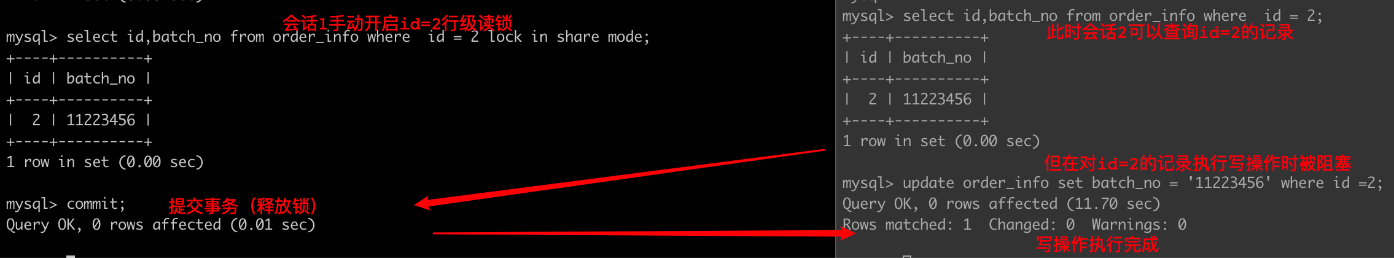 会话1手动开启id=2行级读锁
mysql> select id,batch_no from order_info where  id = 2 lock in share mode;
+----+----------+
| id | batch_no |
+----+----------+
|  2 | 11223456 |
+----+----------+
1 row in set (0.00 sec)
mysql> commit;
提交事务（释放锁）
Query OK, 0 rows affected (0.01 sec)
mysql> select id,batch_no from order_info where  id = 2;
此时会话2可以查询id=2的记录
+----+----------+
| id | batch_no |
+----+----------+
|  2 | 11223456 |
+----+----------+
1 row in set (0.00 sec)
但在对id=2的记录执行写操作时被阻塞
mysql> update order_info set batch_no = '11223456' where id =2;
Query OK, 0 rows affected (11.70 sec)
Rows matched: 1  Changed: 0  Warnings: 0
写操作执行完成